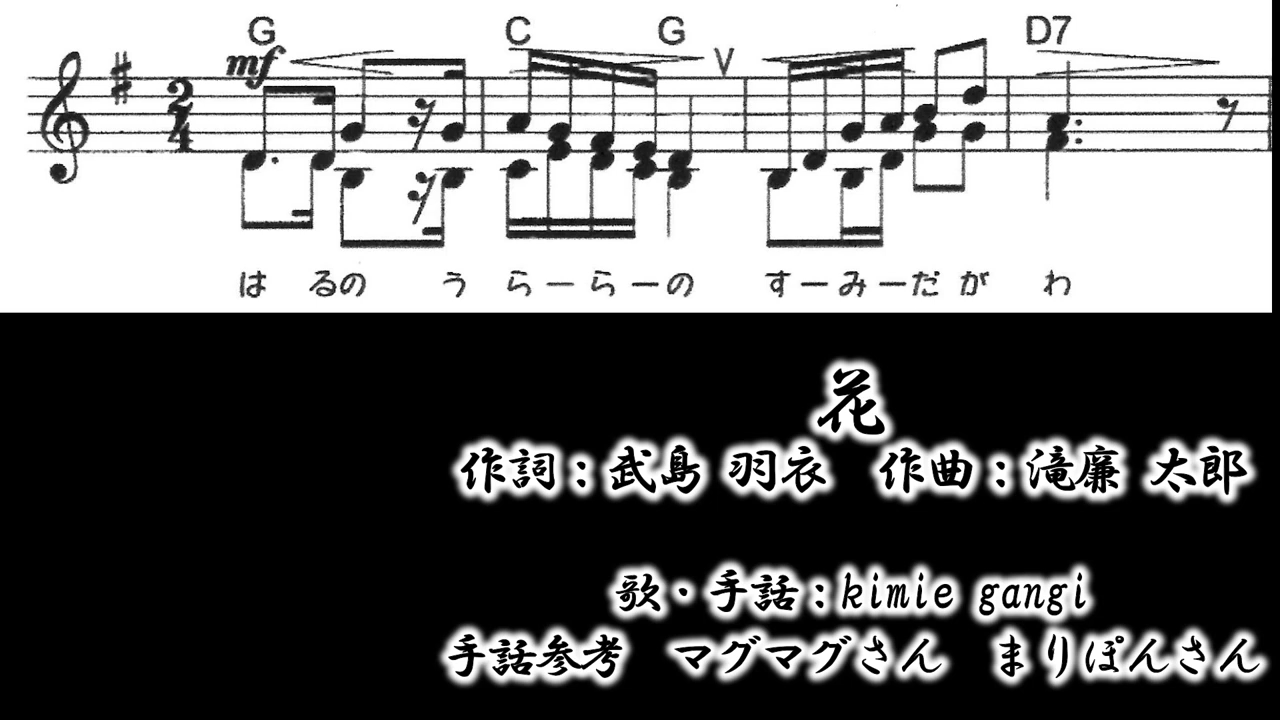 G C G D7
mf V
2
4
は るの う らーらーの すーみーだ が わ
花
作詞：武島 羽衣　作曲：滝廉 太郎
歌・手話：kimie gangi
手話参考　マグマグさん　まりぽんさん